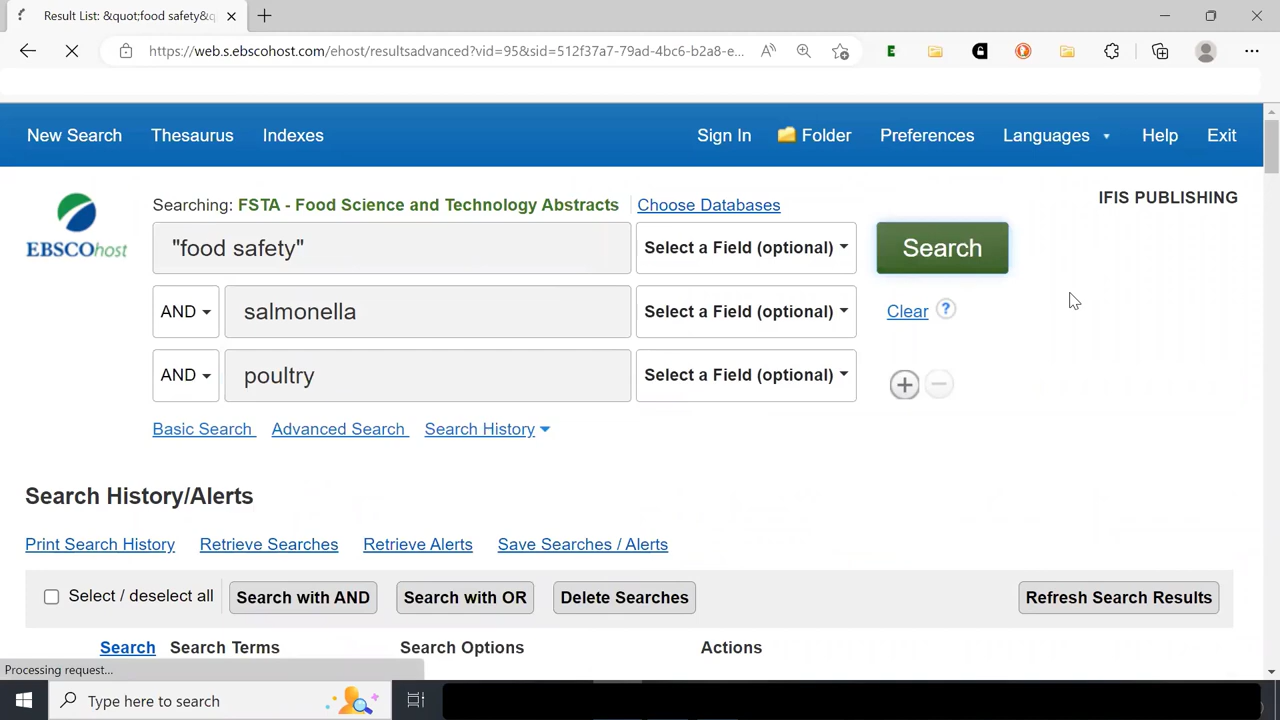 Result List: &quot;food safety&q
https://web.s.ebscohost.com/ehost/resultsadvanced?vid=95&sid=512f37a7-79ad-4bc6-b2a8-e...
New Search Thesaurus Indexes Sign In Folder Preferences Languages Help Exit
Searching: FSTA - Food Science and Technology Abstracts Choose Databases IFIS PUBLISHING
EBSCOhost
"food safety" Select a Field (optional) Search
AND salmonella Select a Field (optional) Clear ?
AND poultry Select a Field (optional)
Basic Search Advanced Search Search History
Search History/Alerts
Print Search History Retrieve Searches Retrieve Alerts Save Searches / Alerts
Select / deselect all Search with AND Search with OR Delete Searches Refresh Search Results
Search Search Terms Search Options Actions
Processing request...
Type here to search